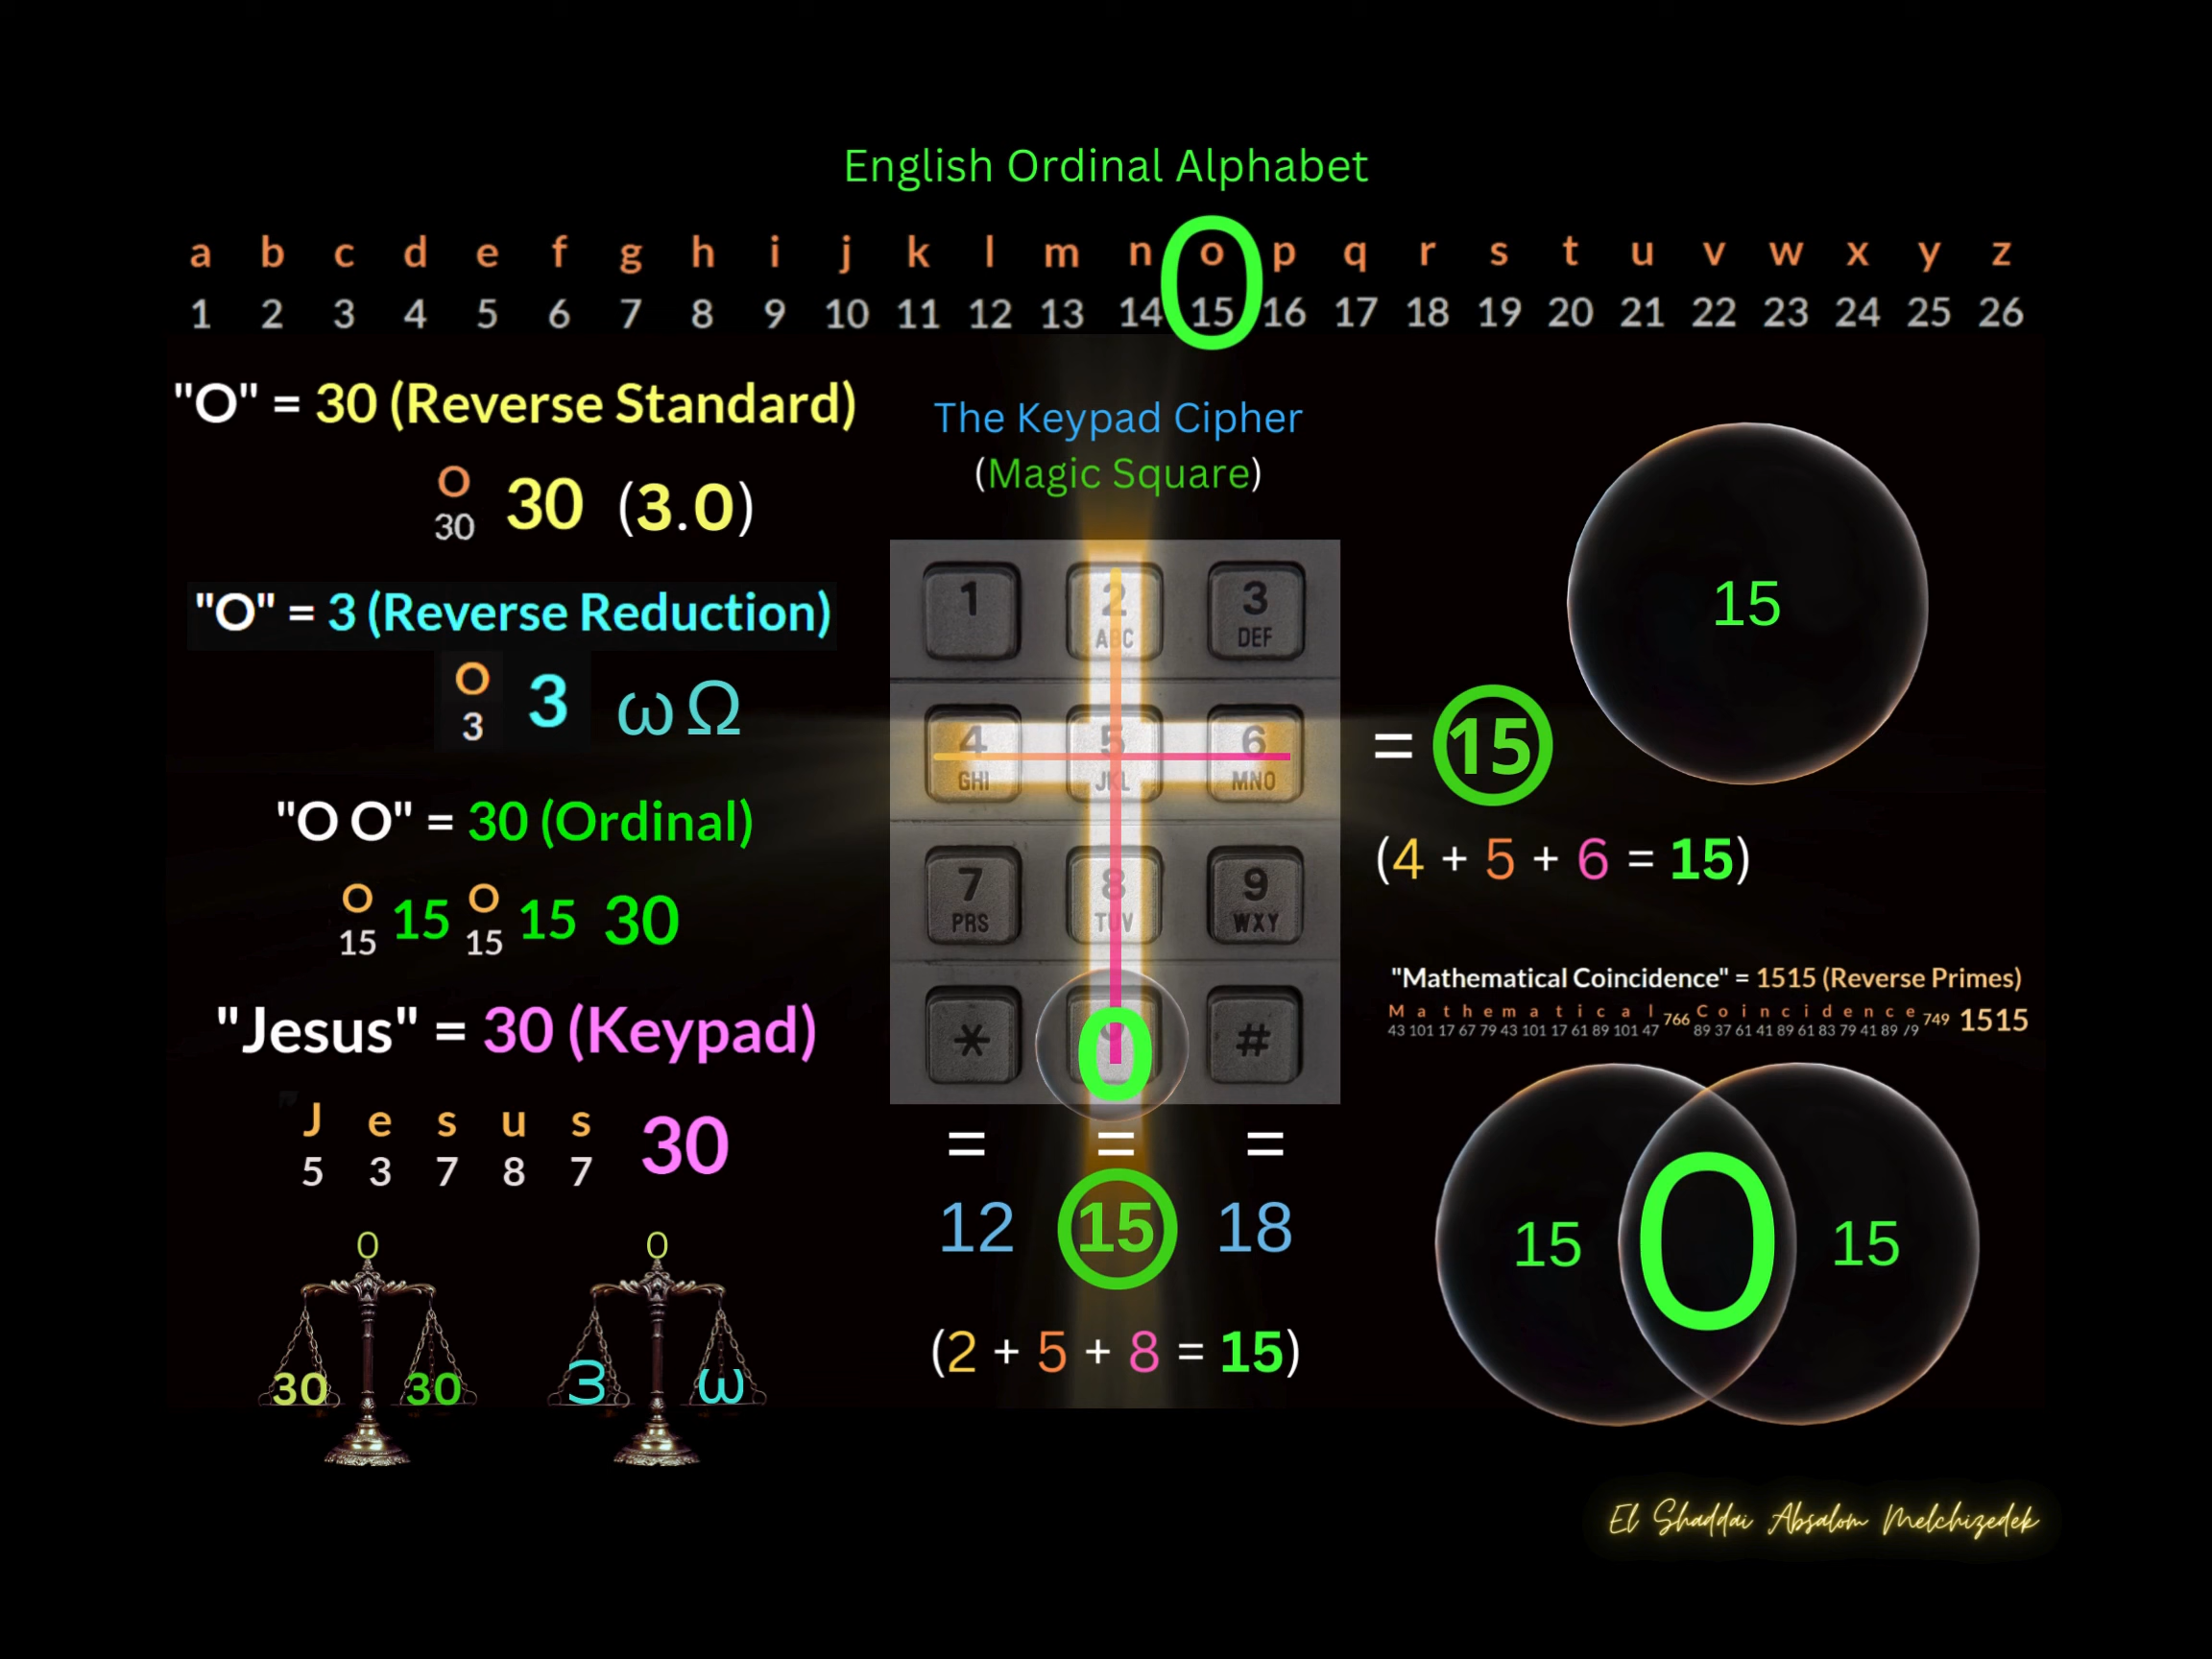 English Ordinal Alphabet
a b c d e f g h i j k l m n o p q r s t u v w x y z
1 2 3 4 5 6 7 8 9 10 11 12 13 14 15 16 17 18 19 20 21 22 23 24 25 26
O
"O" = 30 (Reverse Standard)
O 30 (3.0)
30
"O" = 3 (Reverse Reduction)
O 3 ω Ω
3
"O O" = 30 (Ordinal)
O 15 O 15 30
15 15
"Jesus" = 30 (Keypad)
J e s u s 30
5 3 7 8 7
0 0
30 30 3 ω
The Keypad Cipher
(Magic Square)
1 2 3
ABC DEF
4 5 6
GHI JKL MNO
7 8 9
PRS TUV WXY
* 0 #
= = =
12 15 18
(2 + 5 + 8 = 15)
15
= 15
(4 + 5 + 6 = 15)
"Mathematical Coincidence" = 1515 (Reverse Primes)
M a t h e m a t i c a l 766 C o i n c i d e n c e 749 1515
43 101 17 67 79 43 101 17 61 89 101 47 89 37 61 41 89 61 83 79 41 89 79
15 0 15
El Shaddai Absalom Melchizedek